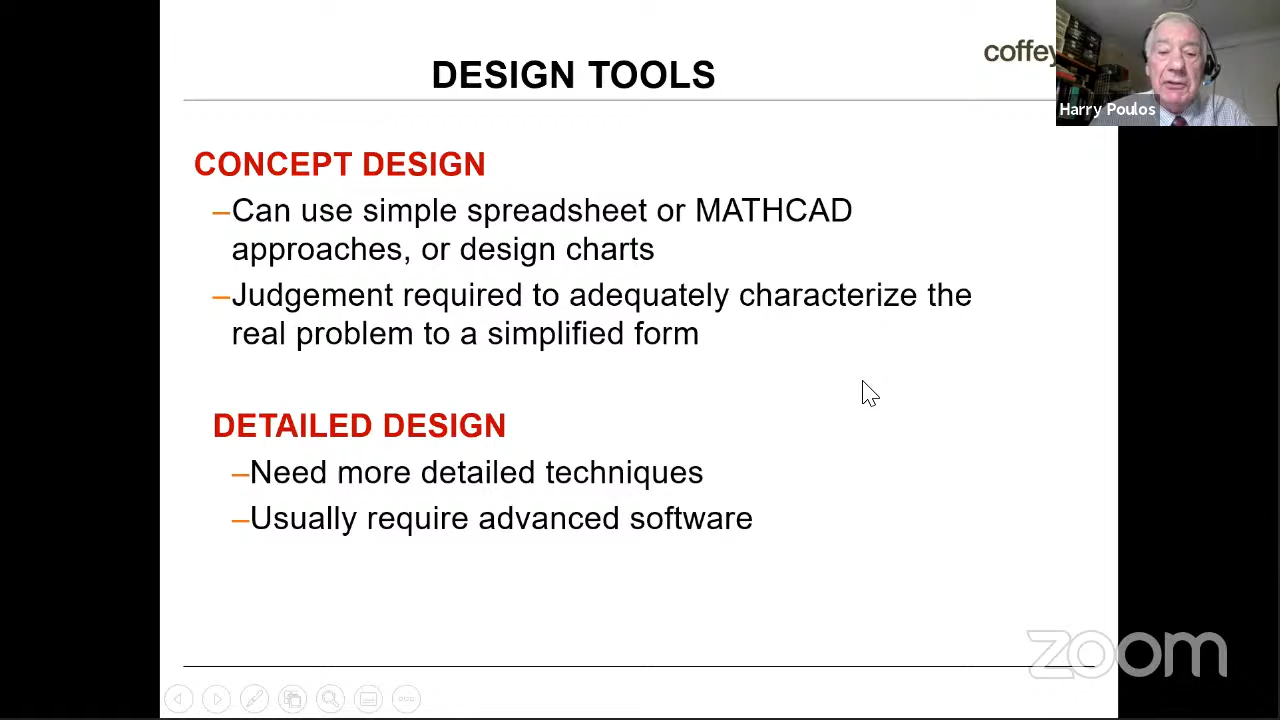 coffey
DESIGN TOOLS
Harry Poulos
CONCEPT DESIGN
–Can use simple spreadsheet or MATHCAD
approaches, or design charts
–Judgement required to adequately characterize the
real problem to a simplified form
DETAILED DESIGN
–Need more detailed techniques
–Usually require advanced software
zoom